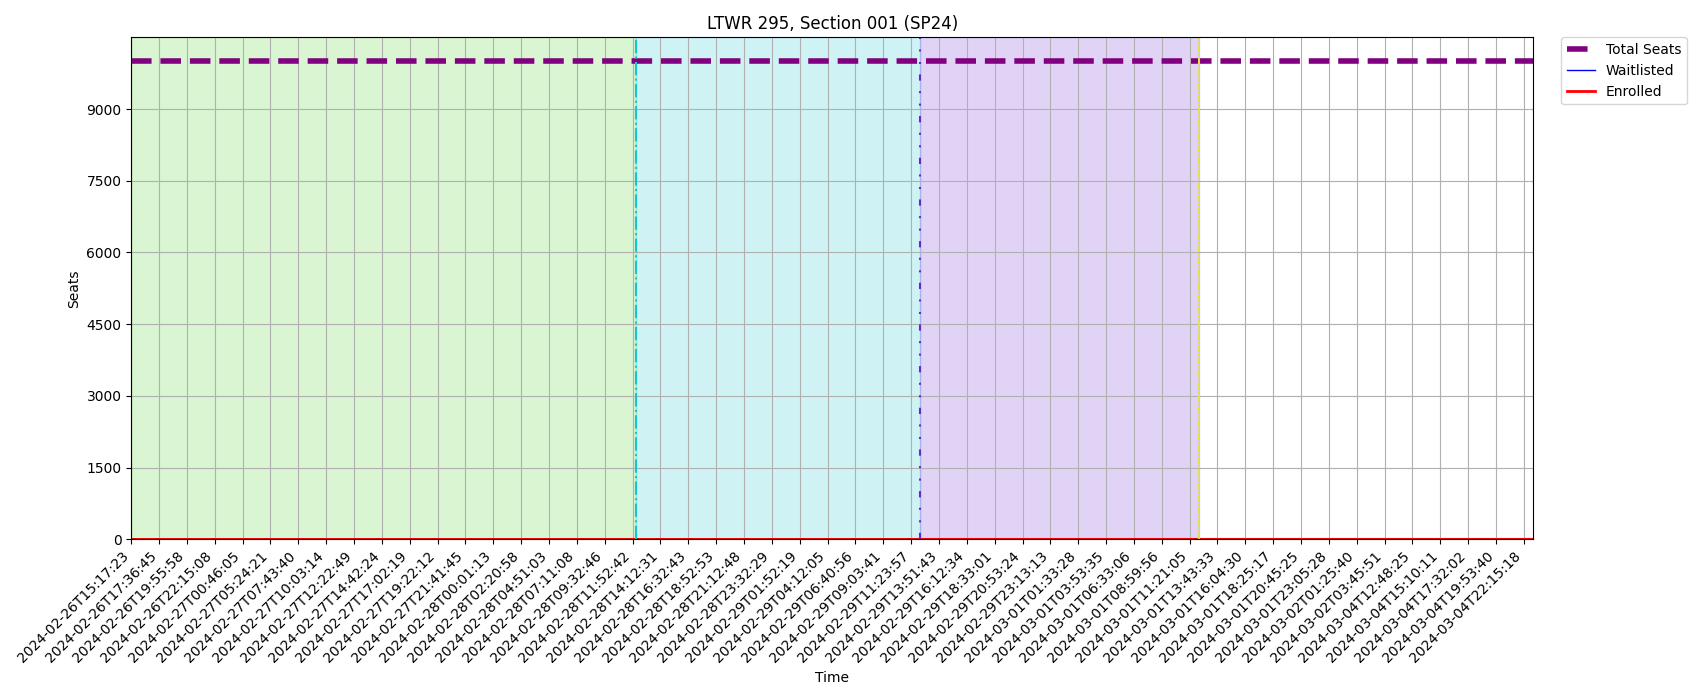 LTWR 295, Section 001 (SP24)
Total Seats
Waitlisted
Enrolled
Seats
9000
7500
6000
4500
3000
1500
0
2024-02-26T15:17:23
2024-02-26T17:36:45
2024-02-26T19:55:58
2024-02-26T22:15:08
2024-02-27T00:46:05
2024-02-27T05:24:21
2024-02-27T07:43:40
2024-02-27T10:03:14
2024-02-27T12:22:49
2024-02-27T14:42:24
2024-02-27T17:02:19
2024-02-27T19:22:12
2024-02-27T21:41:45
2024-02-28T00:01:13
2024-02-28T02:20:58
2024-02-28T04:51:03
2024-02-28T07:11:08
2024-02-28T09:32:46
2024-02-28T11:52:42
2024-02-28T14:12:31
2024-02-28T16:32:43
2024-02-28T18:52:53
2024-02-28T21:12:48
2024-02-28T23:32:29
2024-02-29T01:52:19
2024-02-29T04:12:05
2024-02-29T06:40:56
2024-02-29T09:03:41
2024-02-29T11:23:57
2024-02-29T13:51:43
2024-02-29T16:12:34
2024-02-29T18:33:01
2024-02-29T20:53:24
2024-02-29T23:13:13
2024-03-01T01:33:28
2024-03-01T03:53:35
2024-03-01T06:33:06
2024-03-01T08:59:56
2024-03-01T11:21:05
2024-03-01T13:43:33
2024-03-01T16:04:30
2024-03-01T18:25:17
2024-03-01T20:45:25
2024-03-01T23:05:28
2024-03-02T01:25:40
2024-03-02T03:45:51
2024-03-04T12:48:25
2024-03-04T15:10:11
2024-03-04T17:32:02
2024-03-04T19:53:40
2024-03-04T22:15:18
Time